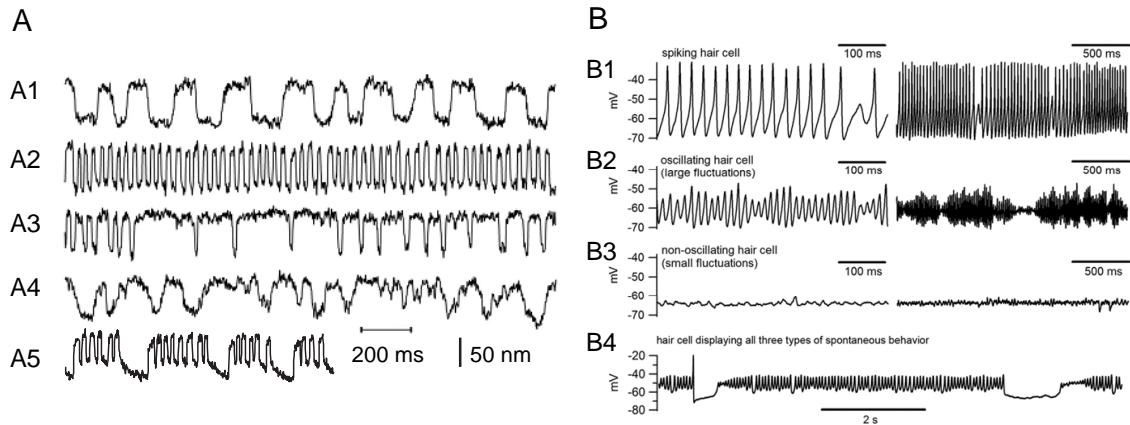 A
A1
A2
A3
A4
A5
200 ms
50 nm
B
B1
spiking hair cell
100 ms
500 ms
-40
-50
-60
-70
mV
B2
oscillating hair cell
(large fluctuations)
100 ms
500 ms
-40
-50
-60
-70
mV
B3
non-oscillating hair cell
(small fluctuations)
100 ms
500 ms
-40
-50
-60
-70
mV
B4
hair cell displaying all three types of spontaneous behavior
-20
-40
-60
-80
mV
2 s